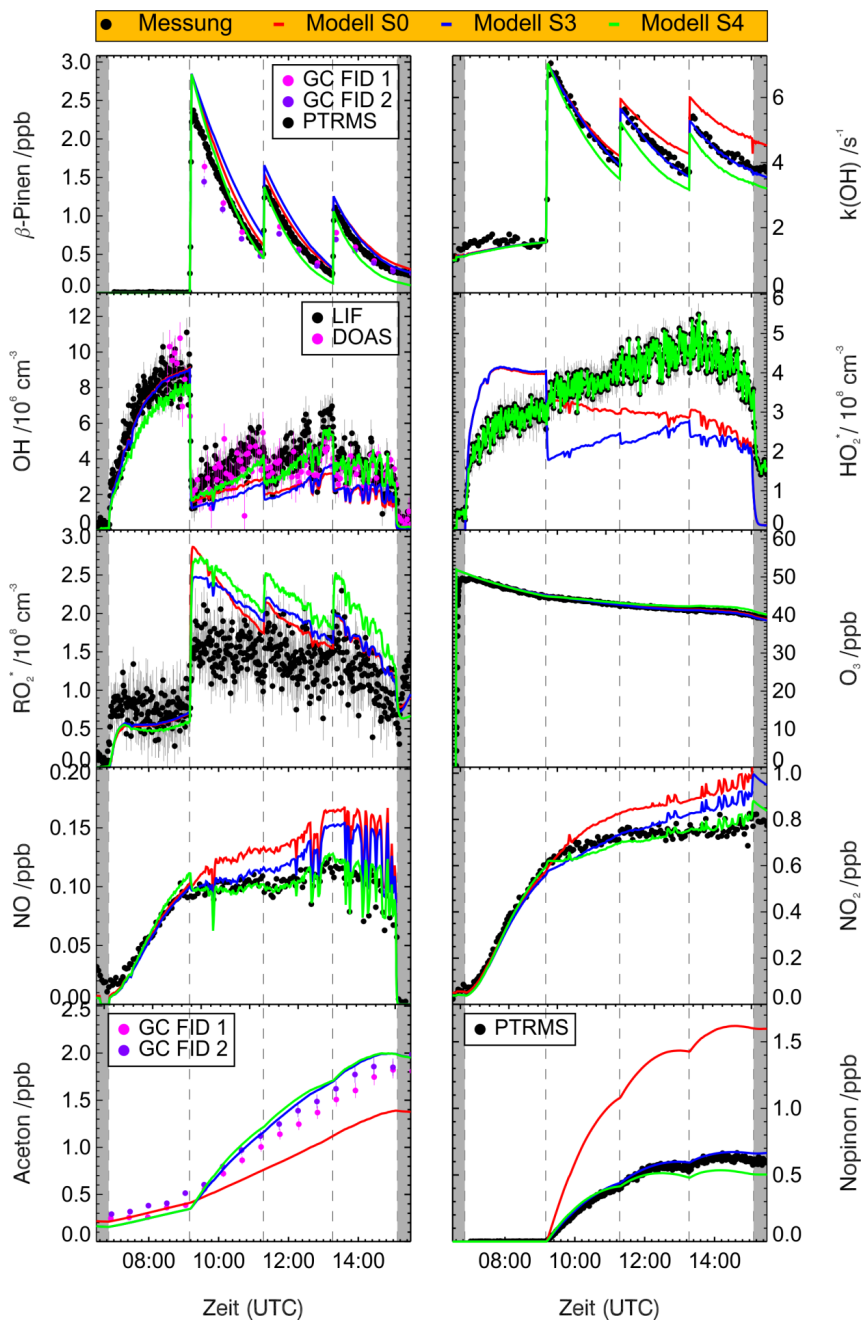 Messung Modell S0 Modell S3 Modell S4
3.0
2.5
2.0
1.5
1.0
0.5
0.0
β-Pinen /ppb
GC FID 1
GC FID 2
PTRMS
6
4
2
0
k(OH) /s⁻¹
12
10
8
6
4
2
0
OH /10⁶ cm⁻³
LIF
DOAS
6
5
4
3
2
1
0
HO₂* /10⁸ cm⁻³
3.0
2.5
2.0
1.5
1.0
0.5
0.0
RO₂* /10⁸ cm⁻³
60
50
40
30
20
10
0
O₃ /ppb
0.20
0.15
0.10
0.05
0.00
NO /ppb
1.0
0.8
0.6
0.4
0.2
0.0
NO₂ /ppb
2.5
2.0
1.5
1.0
0.5
0.0
Aceton /ppb
GC FID 1
GC FID 2
PTRMS
1.5
1.0
0.5
0.0
Nopinon /ppb
08:00 10:00 12:00 14:00
08:00 10:00 12:00 14:00
Zeit (UTC)
Zeit (UTC)